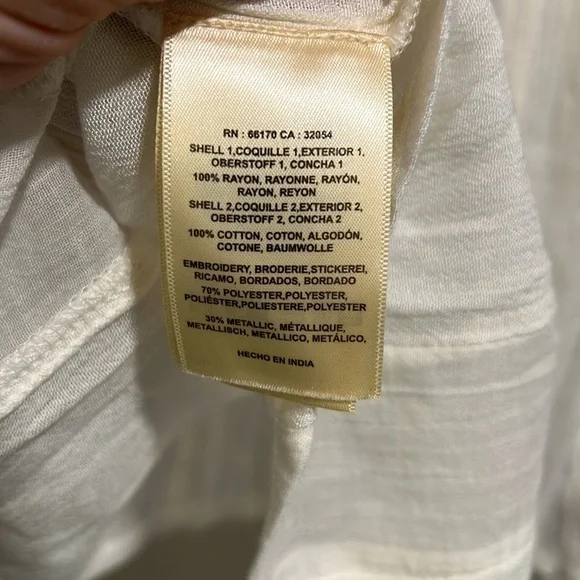 RN : 66170 CA : 32054
SHELL 1,COQUILLE 1,EXTERIOR 1,
OBERSTOFF 1, CONCHA 1
100% RAYON, RAYONNE, RAYÓN,
RAYON, REYON
SHELL 2,COQUILLE 2,EXTERIOR 2,
OBERSTOFF 2, CONCHA 2
100% COTTON, COTON, ALGODÓN,
COTONE, BAUMWOLLE
EMBROIDERY, BRODERIE,STICKEREI,
RICAMO, BORDADOS, BORDADO
70% POLYESTER,POLYESTER,
POLIÉSTER,POLIESTERE,POLYESTER
30% METALLIC, MÉTALLIQUE,
METALLISCH, METALLICO, METÁLICO,
HECHO EN INDIA